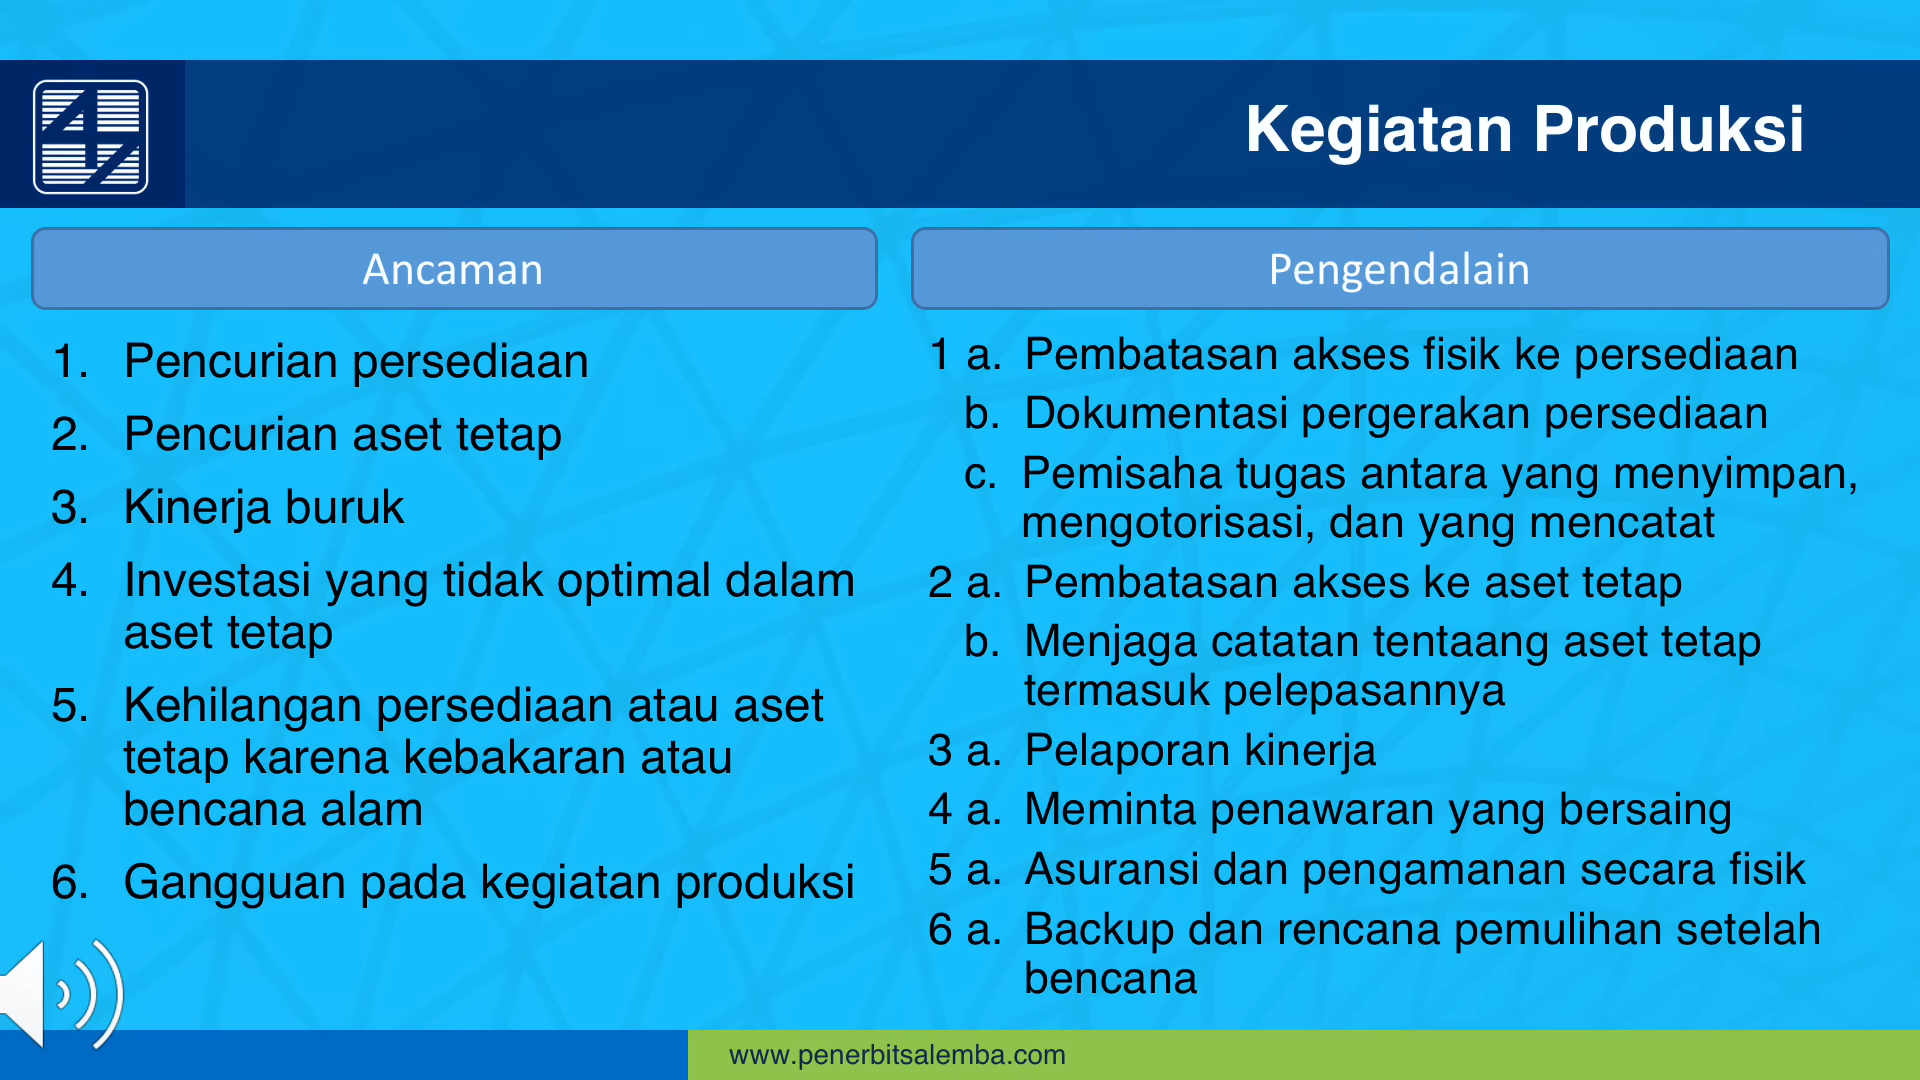 Kegiatan Produksi
Ancaman
1. Pencurian persediaan
2. Pencurian aset tetap
3. Kinerja buruk
4. Investasi yang tidak optimal dalam
aset tetap
5. Kehilangan persediaan atau aset
tetap karena kebakaran atau
bencana alam
6. Gangguan pada kegiatan produksi
Pengendalain
1 a. Pembatasan akses fisik ke persediaan
b. Dokumentasi pergerakan persediaan
c. Pemisaha tugas antara yang menyimpan,
mengotorisasi, dan yang mencatat
2 a. Pembatasan akses ke aset tetap
b. Menjaga catatan tentaang aset tetap
termasuk pelepasannya
3 a. Pelaporan kinerja
4 a. Meminta penawaran yang bersaing
5 a. Asuransi dan pengamanan secara fisik
6 a. Backup dan rencana pemulihan setelah
bencana
www.penerbitsalemba.com